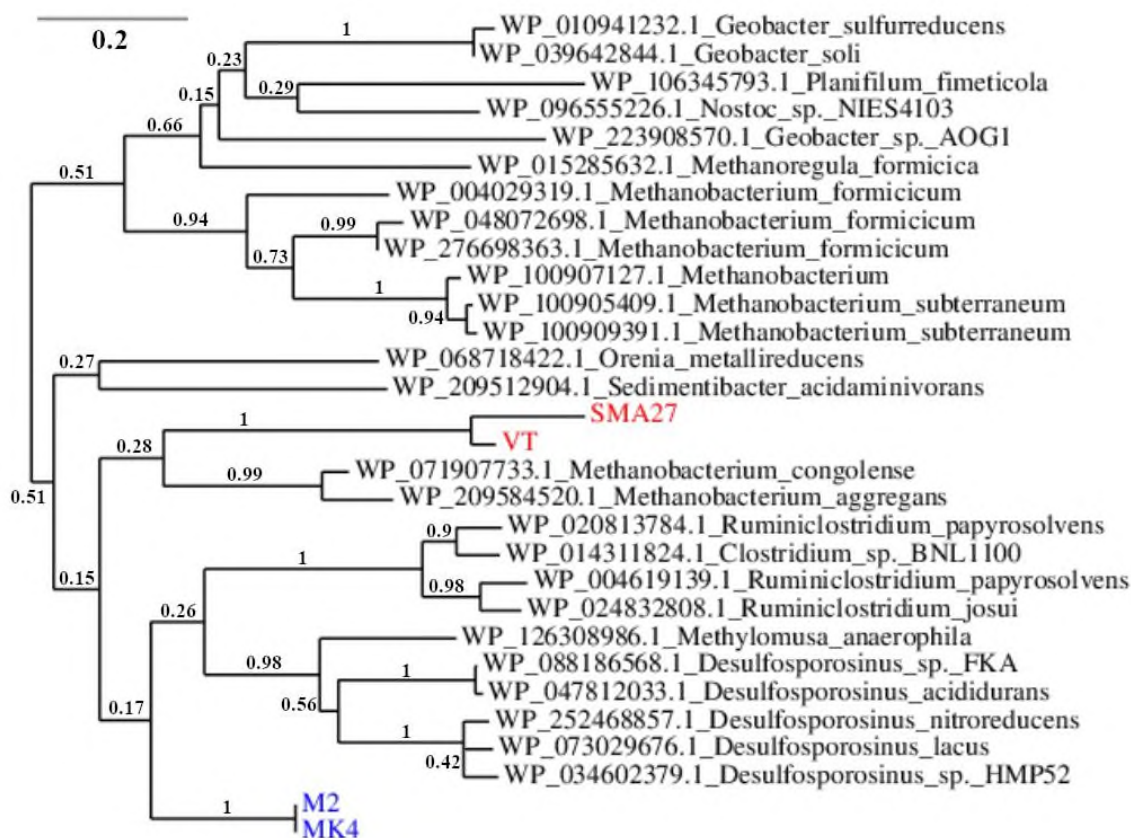 0.2
1
WP_010941232.1_Geobacter_sulfurreducens
WP_039642844.1_Geobacter_soli
0.23
WP_106345793.1_Planifilum_fimeticola
0.29
0.15
WP_096555226.1_Nostoc_sp._NIES4103
0.66
WP_223908570.1_Geobacter_sp._AOG1
WP_015285632.1_Methanoregula_formicica
0.51
WP_004029319.1_Methanobacterium_formicicum
0.94
0.99
WP_048072698.1_Methanobacterium_formicicum
WP_276698363.1_Methanobacterium_formicicum
0.73
WP_100907127.1_Methanobacterium
1
WP_100905409.1_Methanobacterium_subterraneum
0.94
WP_100909391.1_Methanobacterium_subterraneum
0.27
WP_068718422.1_Orenia_metallireducens
WP_209512904.1_Sedimentibacter_acidaminivorans
1
SMA27
VT
0.28
WP_071907733.1_Methanobacterium_congolense
0.99
0.51
WP_209584520.1_Methanobacterium_aggregans
0.9
WP_020813784.1_Ruminiclostridium_papyrosolvens
1
WP_014311824.1_Clostridium_sp._BNL1100
0.15
0.98
WP_004619139.1_Ruminiclostridium_papyrosolvens
WP_024832808.1_Ruminiclostridium_josui
0.26
WP_126308986.1_Methylomusa_anaerophila
0.98
1
WP_088186568.1_Desulfosporosinus_sp._FKA
WP_047812033.1_Desulfosporosinus_acididurans
0.56
0.17
WP_252468857.1_Desulfosporosinus_nitroreducens
1
WP_073029676.1_Desulfosporosinus_lacus
0.42
WP_034602379.1_Desulfosporosinus_sp._HMP52
1
M2
MK4